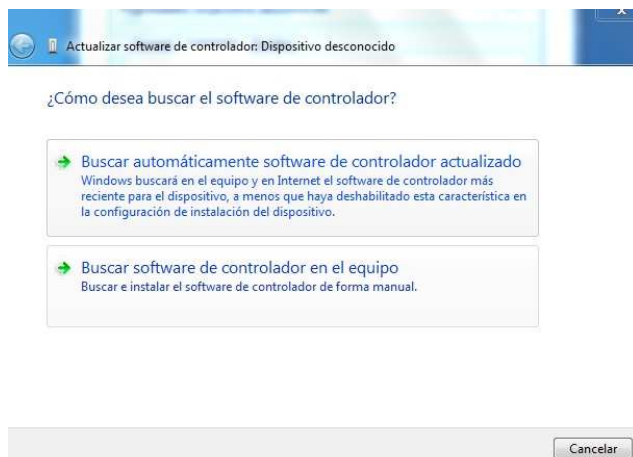 Actualizar software de controlador: Dispositivo desconocido
¿Cómo desea buscar el software de controlador?
Buscar automáticamente software de controlador actualizado
Windows buscará en el equipo y en Internet el software de controlador más
reciente para el dispositivo, a menos que haya deshabilitado esta característica en
la configuración de instalación del dispositivo.
Buscar software de controlador en el equipo
Buscar e instalar el software de controlador de forma manual.
Cancelar